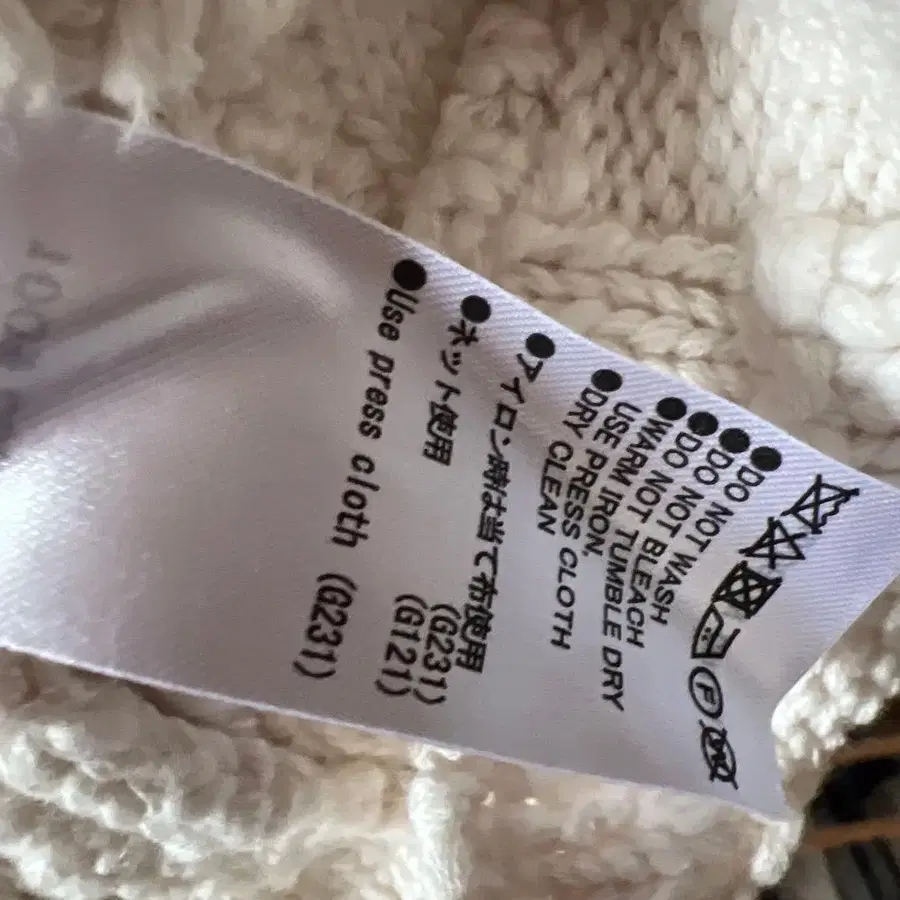 ●DO NOT WASH
●DO NOT BLEACH
●DO NOT TUMBLE DRY
●WARM IRON,
USE PRESS CLOTH
●DRY CLEAN
●アイロン時は当て布使用
(G231)
●ネット使用
(G121)
●Use press cloth (G231)
P